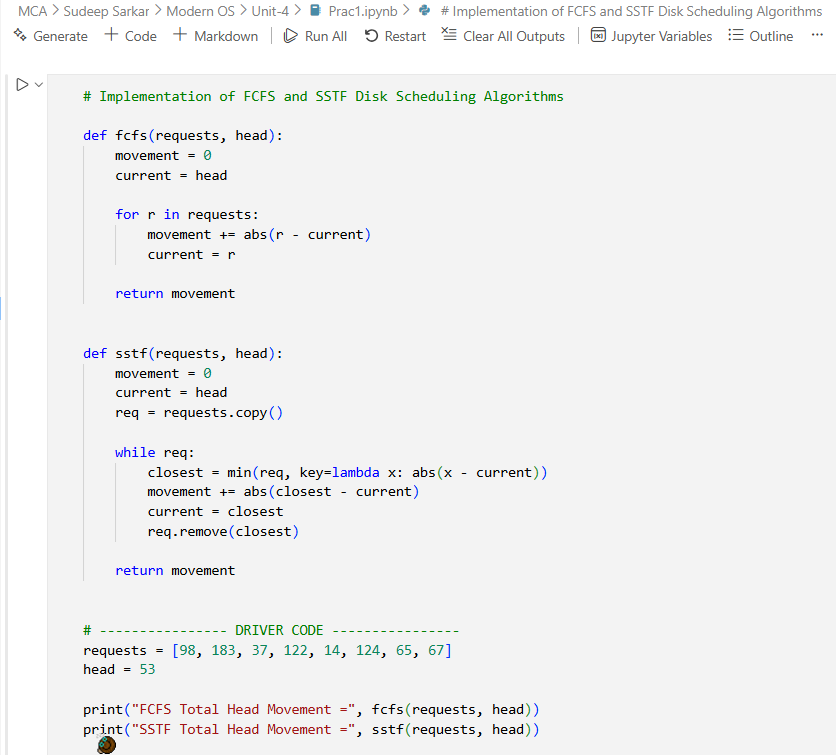 MCA > Sudeep Sarkar > Modern OS > Unit-4 > Prac1.ipynb > # Implementation of FCFS and SSTF Disk Scheduling Algorithms
Generate + Code + Markdown | Run All Restart Clear All Outputs | Jupyter Variables Outline ...
# Implementation of FCFS and SSTF Disk Scheduling Algorithms
def fcfs(requests, head):
    movement = 0
    current = head
    for r in requests:
        movement += abs(r - current)
        current = r
    return movement
def sstf(requests, head):
    movement = 0
    current = head
    req = requests.copy()
    while req:
        closest = min(req, key=lambda x: abs(x - current))
        movement += abs(closest - current)
        current = closest
        req.remove(closest)
    return movement
# ---------------- DRIVER CODE ----------------
requests = [98, 183, 37, 122, 14, 124, 65, 67]
head = 53
print("FCFS Total Head Movement =", fcfs(requests, head))
print("SSTF Total Head Movement =", sstf(requests, head))